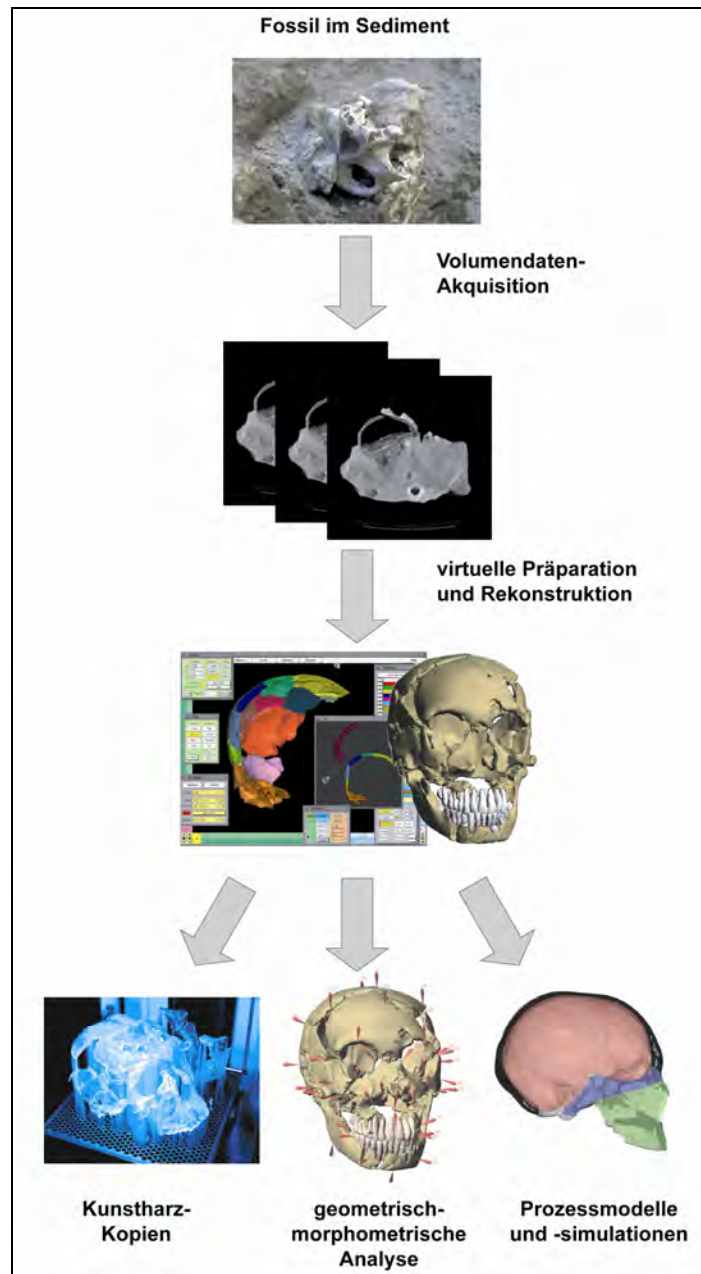 Fossil im Sediment
Volumendaten-
Akquisition
virtuelle Präparation
und Rekonstruktion
Kunstharz-
Kopien
geometrisch-
morphometrische
Analyse
Prozessmodelle
und -simulationen